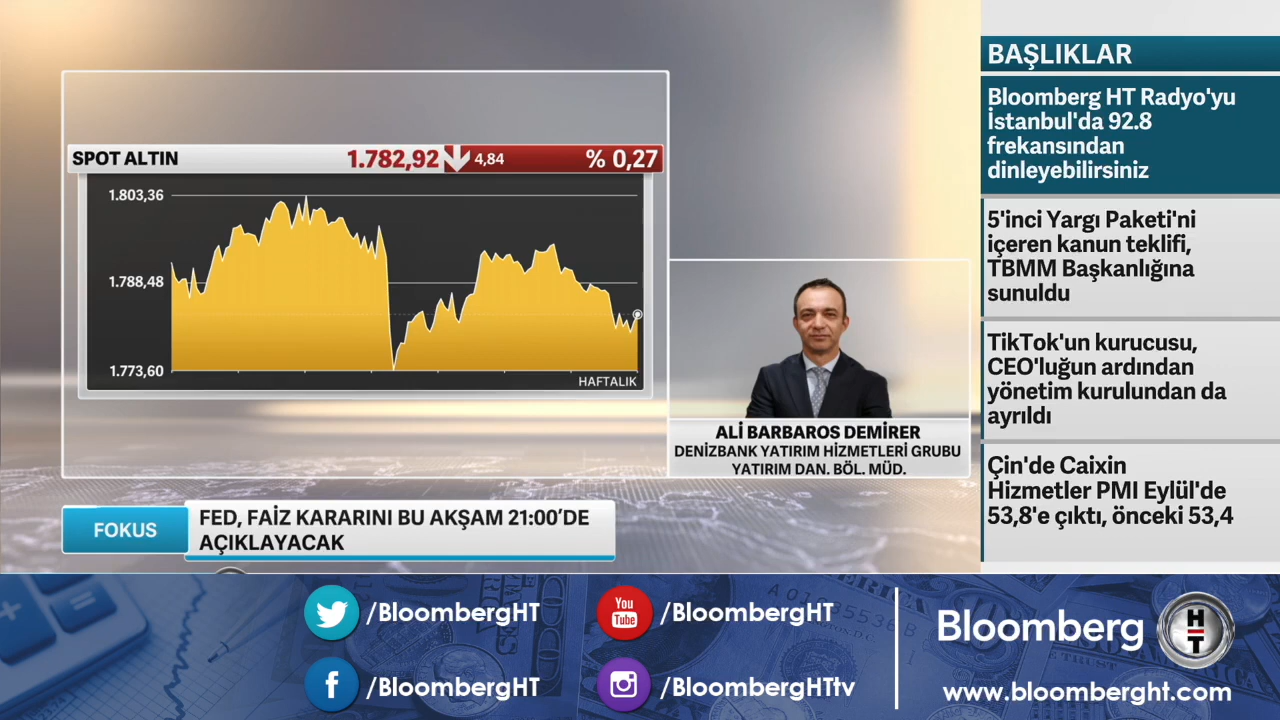 SPOT ALTIN 1.782,92 4,84 % 0,27
1.803,36
1.788,48
1.773,60
HAFTALIK
ALİ BARBAROS DEMİRER
DENİZBANK YATIRIM HİZMETLERİ GRUBU
YATIRIM DAN. BÖL. MÜD.
FOKUS
FED, FAİZ KARARINI BU AKŞAM 21:00’DE
AÇIKLAYACAK
BAŞLIKLAR
Bloomberg HT Radyo'yu
İstanbul'da 92.8
frekansından
dinleyebilirsiniz
5'inci Yargı Paketi'ni
içeren kanun teklifi,
TBMM Başkanlığına
sunuldu
TikTok'un kurucusu,
CEO'luğun ardından
yönetim kurulundan da
ayrıldı
Çin'de Caixin
Hizmetler PMI Eylül'de
53,8'e çıktı, önceki 53,4
/BloombergHT
You
Tube
/BloombergHT
/BloombergHT
/BloombergHTtv
Bloomberg HT
www.bloomberght.com